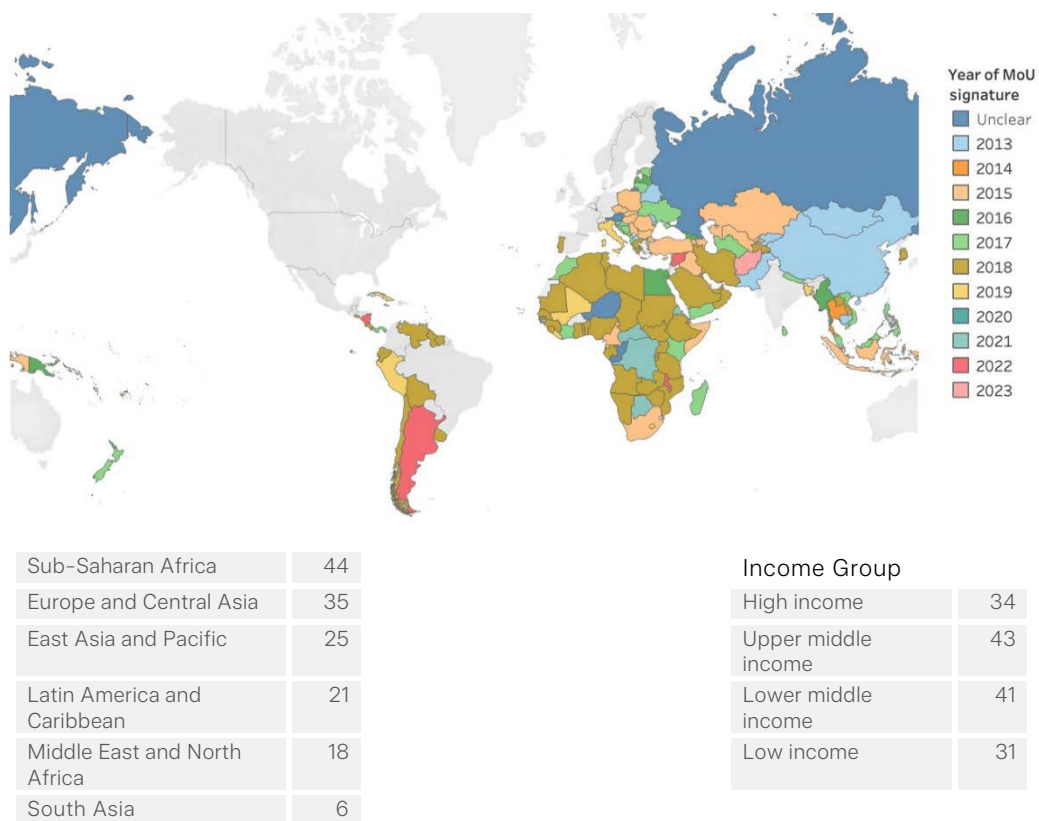 Year of MoU
signature
Unclear
2013
2014
2015
2016
2017
2018
2019
2020
2021
2022
2023
Sub-Saharan Africa 44
Europe and Central Asia 35
East Asia and Pacific 25
Latin America and 21
Caribbean
Middle East and North 18
Africa
South Asia 6
Income Group
High income 34
Upper middle 43
income
Lower middle 41
income
Low income 31